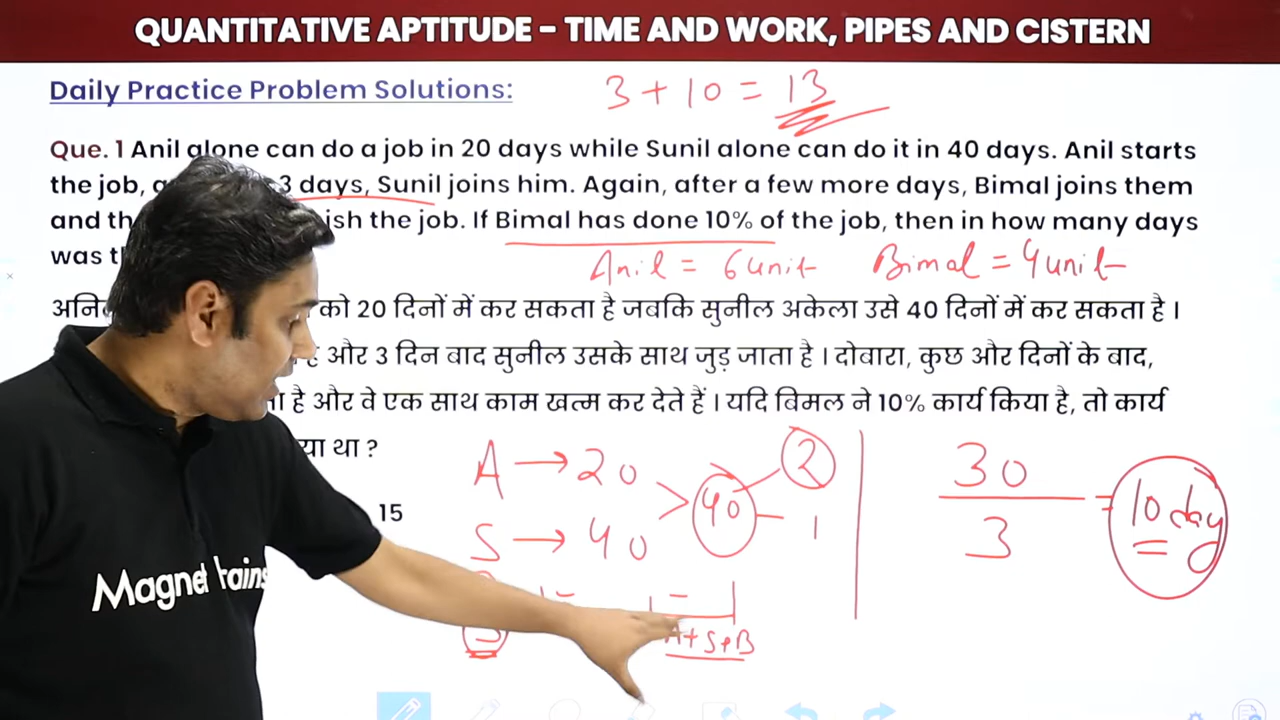 QUANTITATIVE APTITUDE – TIME AND WORK, PIPES AND CISTERN
Daily Practice Problem Solutions:
3 + 10 = 13
Que. 1 Anil alone can do a job in 20 days while Sunil alone can do it in 40 days. Anil starts
the job, 3 days, Sunil joins him. Again, after a few more days, Bimal joins them
and the job. If Bimal has done 10% of the job, then in how many days
was
Anil = 6 unit Bimal = 4 unit
को 20 दिनों में कर सकता है जबकि सुनील अकेला उसे 40 दिनों में कर सकता है ।
है और 3 दिन बाद सुनील उसके साथ जुड़ जाता है । दोबारा, कुछ और दिनों के बाद,
है और वे एक साथ काम खत्म कर देते हैं । यदि बिमल ने 10% कार्य किया है, तो कार्य
था ?
A → 20
S → 40
40
2
1
A+S+B
30
3
= 10 day
15
Magnet Brains